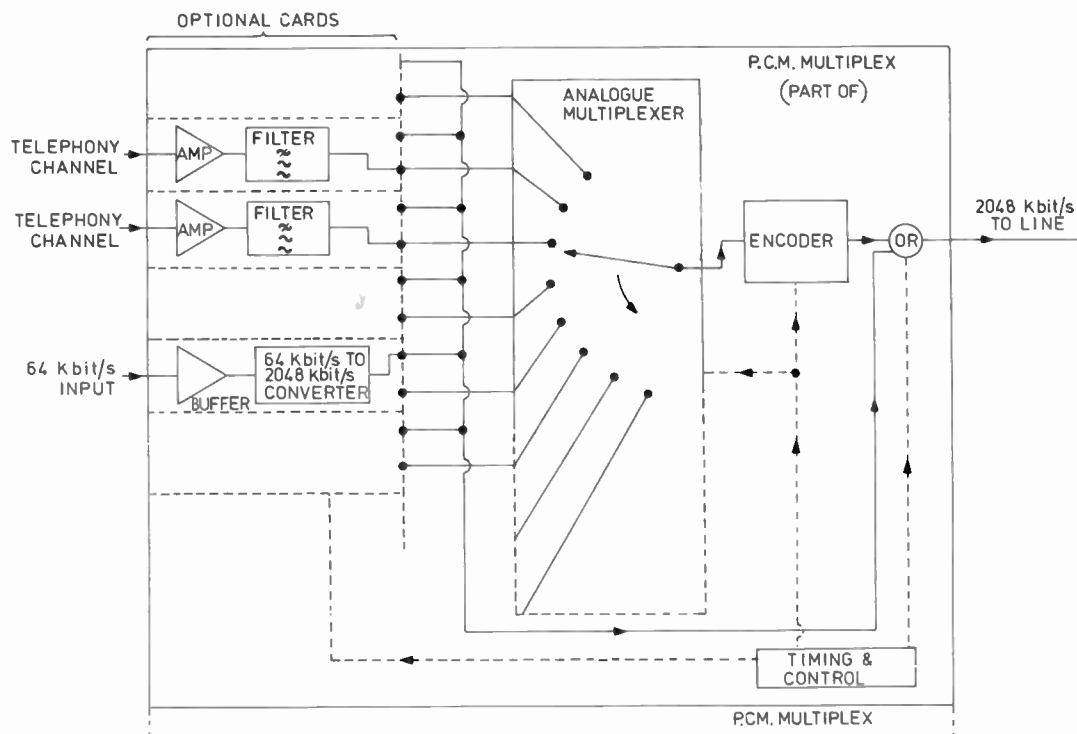 OPTIONAL CARDS
P.C.M. MULTIPLEX
(PART OF)
ANALOGUE
MULTIPLEXER
TELEPHONY
CHANNEL
AMP
FILTER
TELEPHONY
CHANNEL
AMP
FILTER
ENCODER
OR
2048 Kbit/s
TO LINE
64 Kbit/s
INPUT
BUFFER
64 Kbit/s TO
2048 Kbit/s
CONVERTER
TIMING &
CONTROL
P.C.M. MULTIPLEX